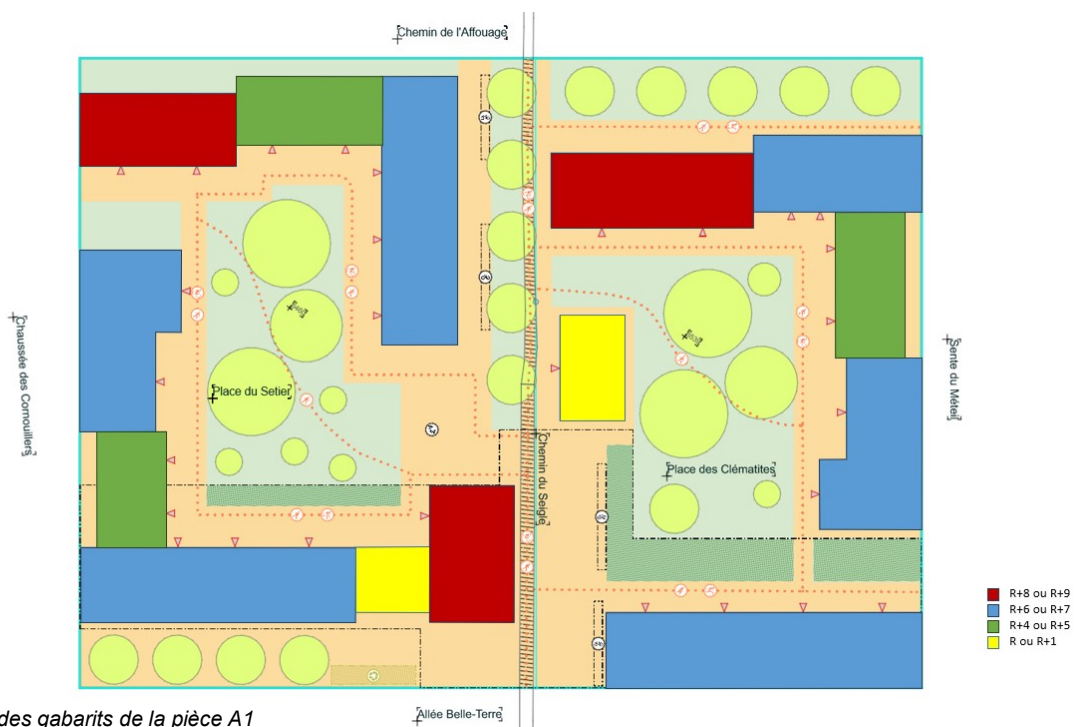 Chemin de l'Affouage
Chaussée des Cornouillers
Place du Setier
Chemin du Seigle
Place des Clématites
Sente du Méteil
R+8 ou R+9
R+6 ou R+7
R+4 ou R+5
R ou R+1
Allée Belle-Terre
des gabarits de la pièce A1